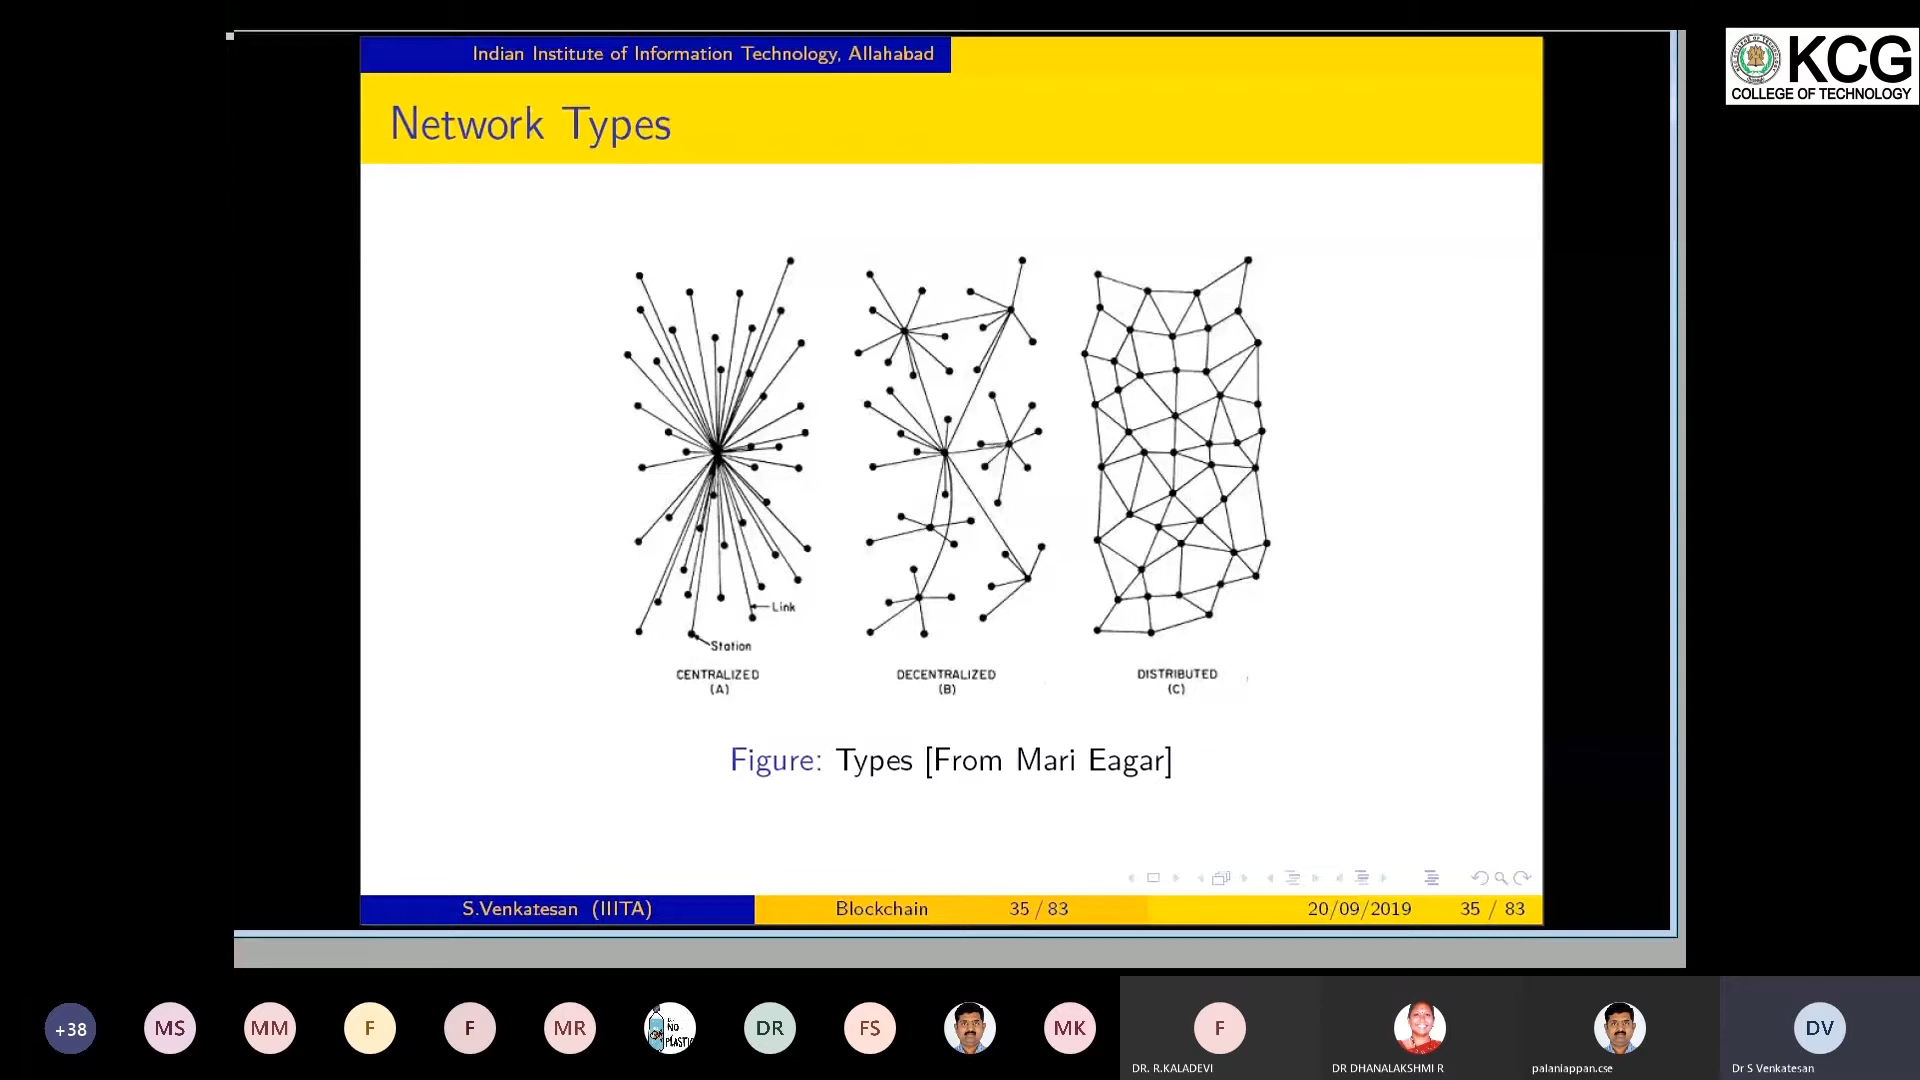 Indian Institute of Information Technology, Allahabad
KCG
COLLEGE OF TECHNOLOGY
Network Types
Link
Station
CENTRALIZED
(A)
DECENTRALIZED
(B)
DISTRIBUTED
(C)
Figure: Types [From Mari Eagar]
S.Venkatesan (IIITA)
Blockchain
35 / 83
20/09/2019
35 / 83
+38
MS
MM
F
F
MR
NO
PLASTIC
DR
FS
MK
F
DV
DR. R.KALADEVI
DR DHANALAKSHMI R
palaniappan.cse
Dr S Venkatesan